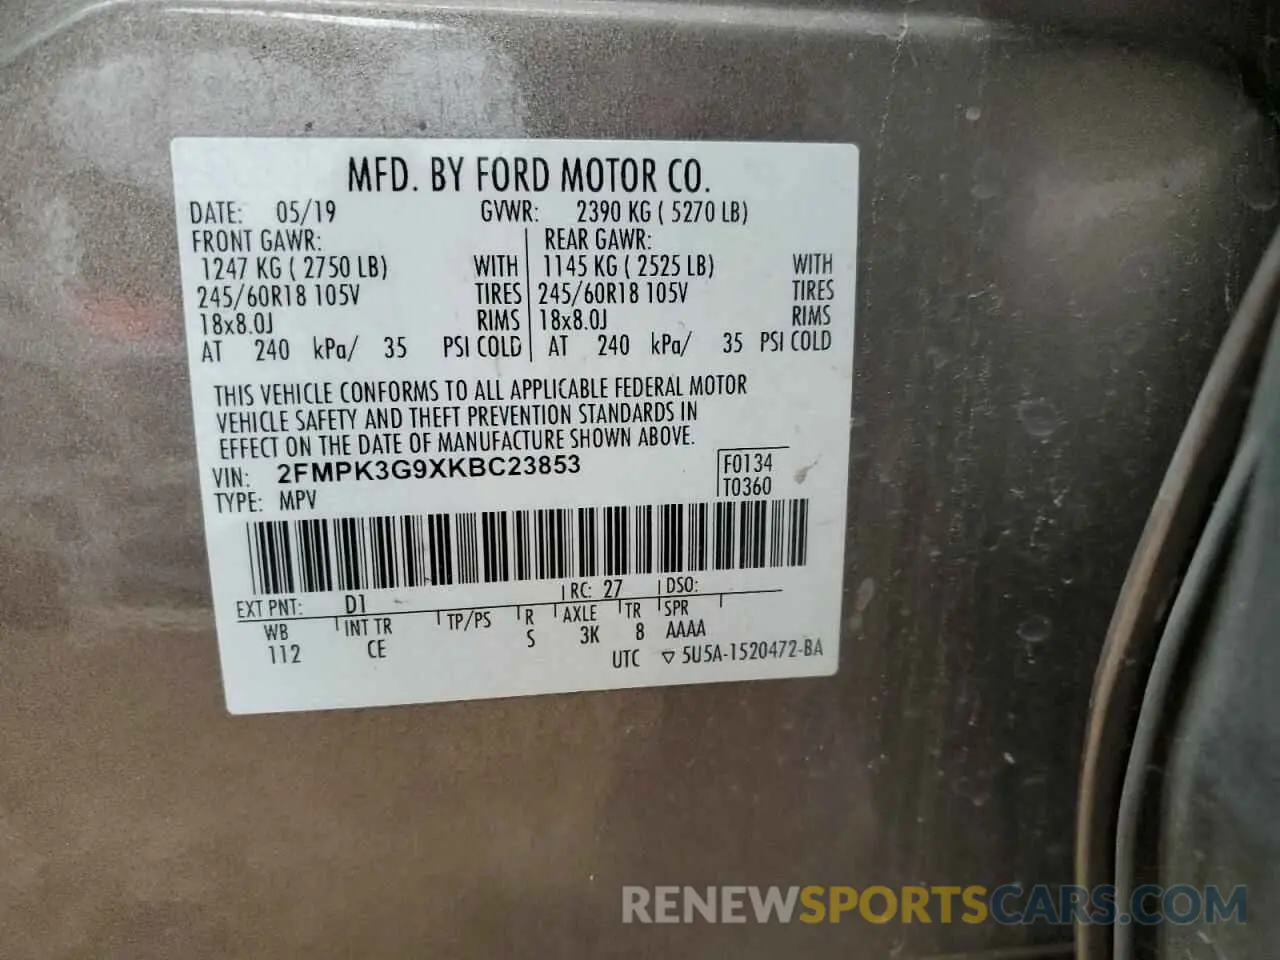 MFD. BY FORD MOTOR CO.
DATE: 05/19 GVWR: 2390 KG ( 5270 LB)
FRONT GAWR: REAR GAWR:
1247 KG ( 2750 LB) WITH 1145 KG ( 2525 LB) WITH
245/60R18 105V TIRES 245/60R18 105V TIRES
18x8.0J RIMS 18x8.0J RIMS
AT 240 kPa/ 35 PSI COLD AT 240 kPa/ 35 PSI COLD
THIS VEHICLE CONFORMS TO ALL APPLICABLE FEDERAL MOTOR
VEHICLE SAFETY AND THEFT PREVENTION STANDARDS IN
EFFECT ON THE DATE OF MANUFACTURE SHOWN ABOVE.
VIN: 2FMPK3G9XKBC23853 F0134
TYPE: MPV T0360
EXT PNT: D1 RC: 27 DSO:
WB INT TR TP/PS R AXLE TR SPR
112 CE S 3K 8 AAAA
UTC ▽ 5U5A-1520472-BA
RENEWSPORTSCARS.COM